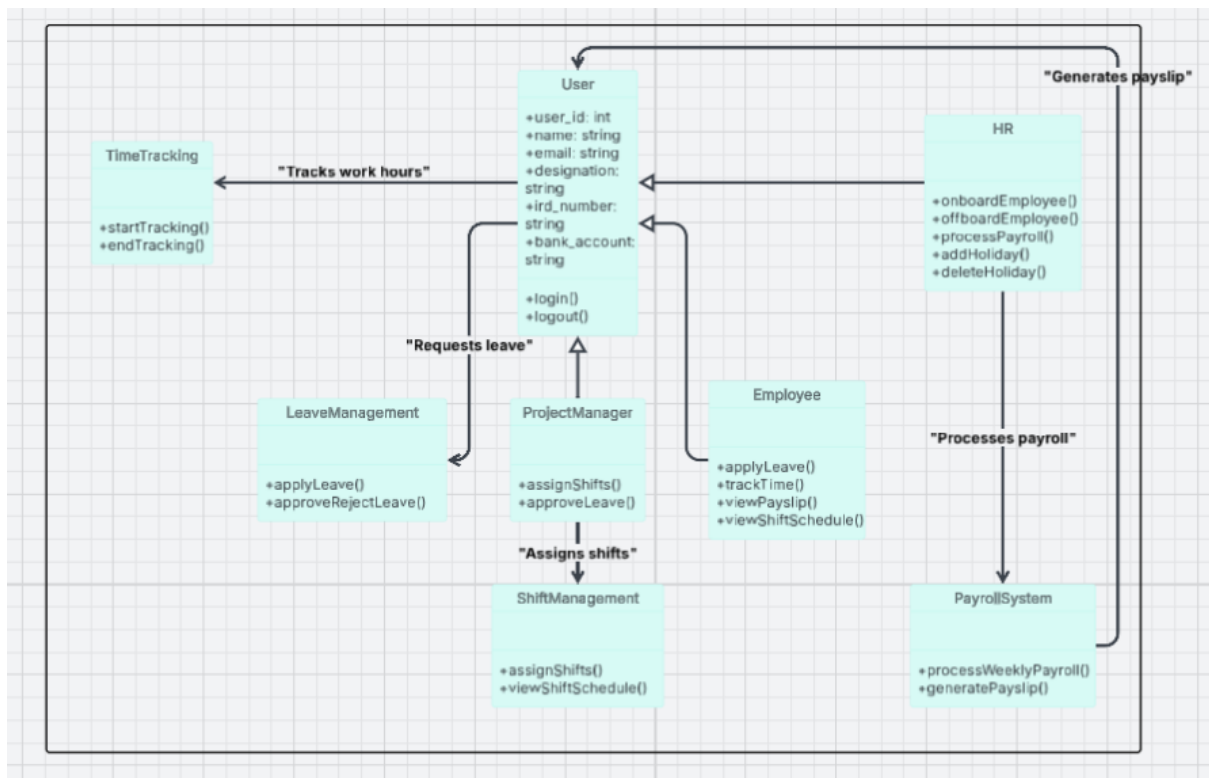 User
+user_id: int
+name: string
+email: string
+designation:
string
+ird_number:
string
+bank_account:
string
+login()
+logout()
"Generates payslip"
HR
+onboardEmployee()
+offboardEmployee()
+processPayroll()
+addHoliday()
+deleteHoliday()
TimeTracking
+startTracking()
+endTracking()
"Tracks work hours"
"Requests leave"
LeaveManagement
+applyLeave()
+approveRejectLeave()
ProjectManager
+assignShifts()
+approveLeave()
Employee
+applyLeave()
+trackTime()
+viewPayslip()
+viewShiftSchedule()
"Processes payroll"
"Assigns shifts"
ShiftManagement
+assignShifts()
+viewShiftSchedule()
PayrollSystem
+processWeeklyPayroll()
+generatePayslip()